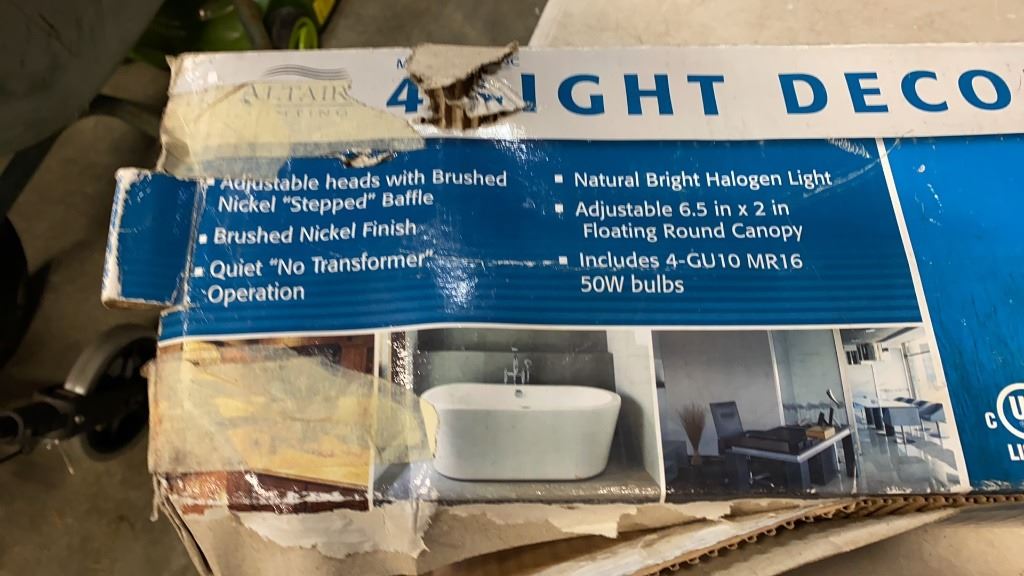 ALTAIR
LIGHTING
4 LIGHT DECO
Adjustable heads with Brushed
Nickel "Stepped" Baffle
Brushed Nickel Finish
Quiet "No Transformer"
Operation
Natural Bright Halogen Light
Adjustable 6.5 in x 2 in
Floating Round Canopy
Includes 4-GU10 MR16
50W bulbs
C